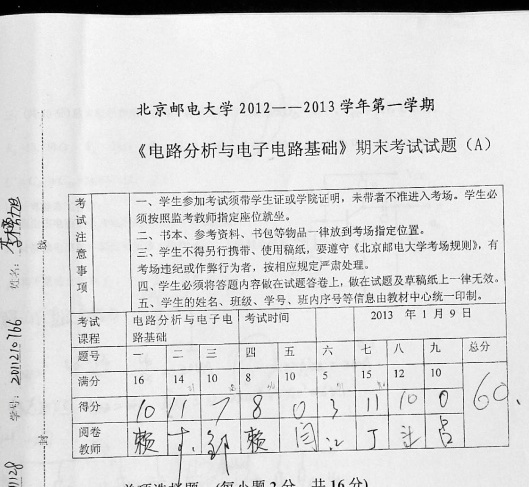 北京邮电大学 2012——2013 学年第一学期
《电路分析与电子电路基础》期末考试试题（A）
考试注意事项
一、学生参加考试须带学生证或学院证明，未带者不准进入考场。学生必
须按照监考教师指定座位就坐。
二、书本、参考资料、书包等物品一律放到考场指定位置。
三、学生不得另行携带、使用稿纸，要遵守《北京邮电大学考场规则》，有
考场违纪或作弊行为者，按相应规定严肃处理。
四、学生必须将答题内容做在试题答卷上，做在试题及草稿纸上一律无效。
五、学生的姓名、班级、学号、班内序号等信息由教材中心统一印制。
考试课程 电路分析与电子电路基础 考试时间 2013 年 1 月 9 日
题号 一 二 三 四 五 六 七 八 九 总分
满分 16 14 10 8 10 5 15 12 10
得分 10 11 7 8 0 3 11 10 0 60.
阅卷教师 赖 郭 赖 闫 江 丁 吕
单项选择题 (每小题 2 分，共 16 分)
姓名:
学号: 2011210166
封